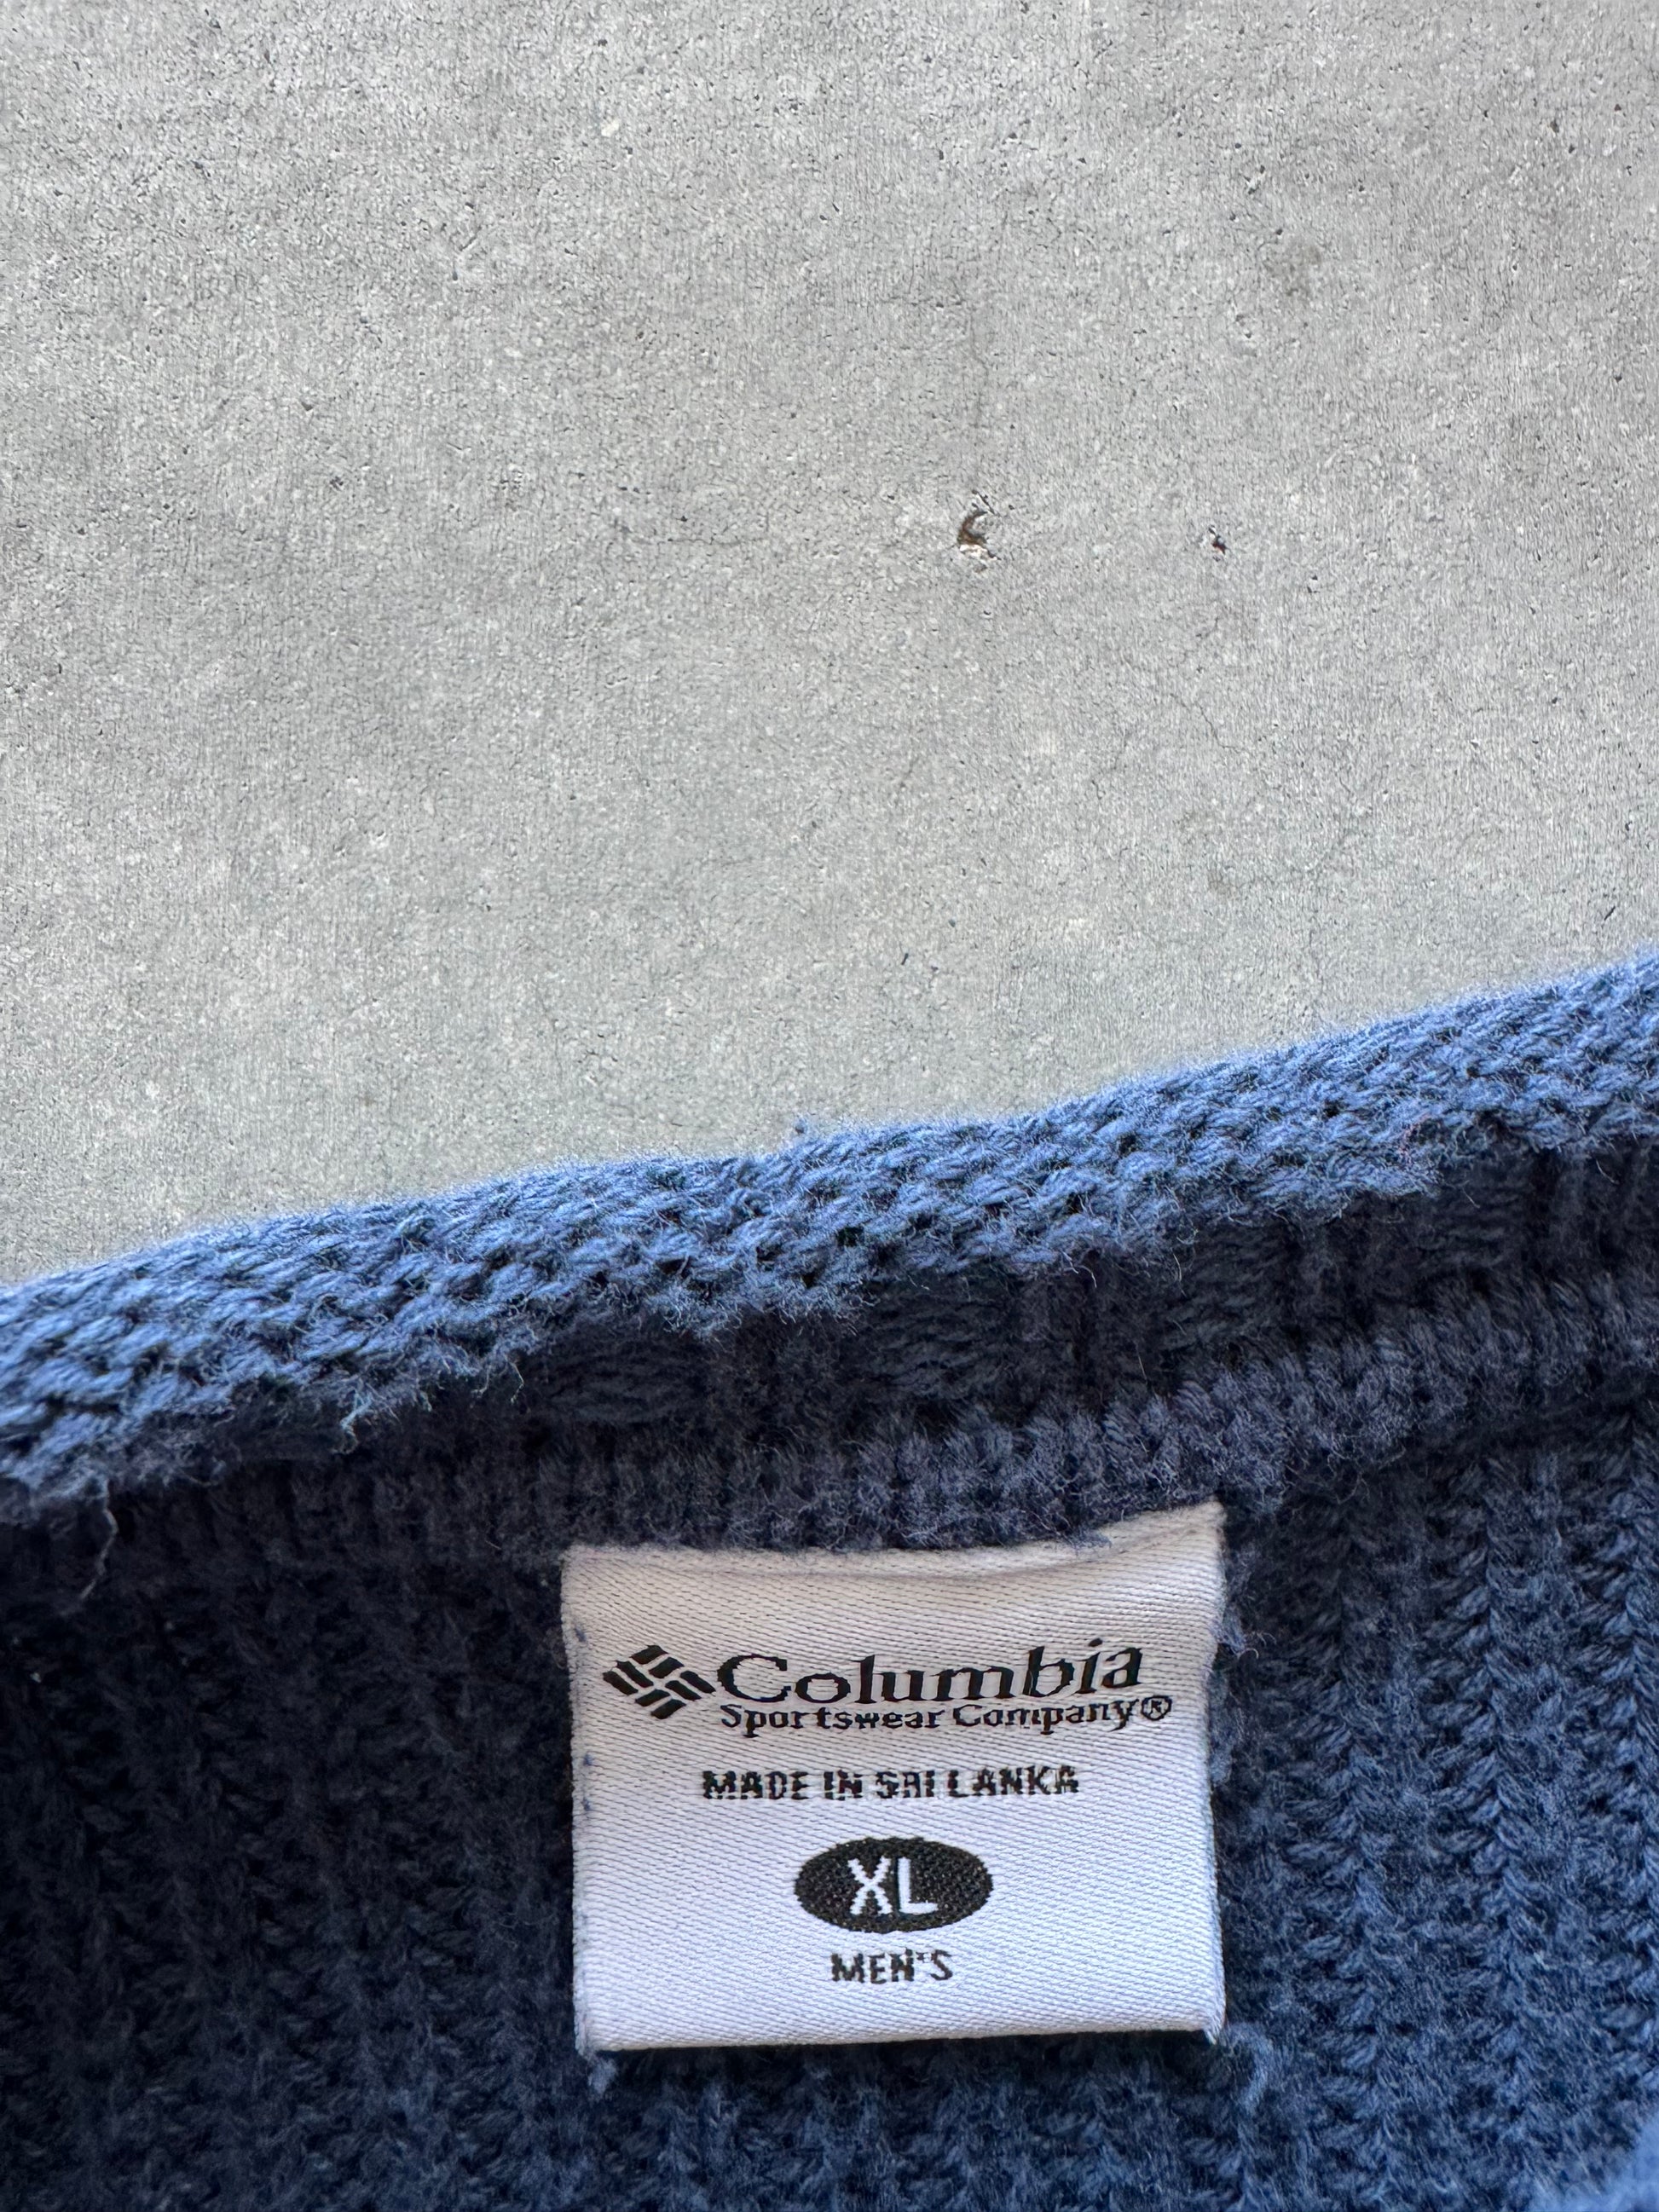 Columbia
Sportswear Company®
MADE IN SRI LANKA
XL
MEN'S